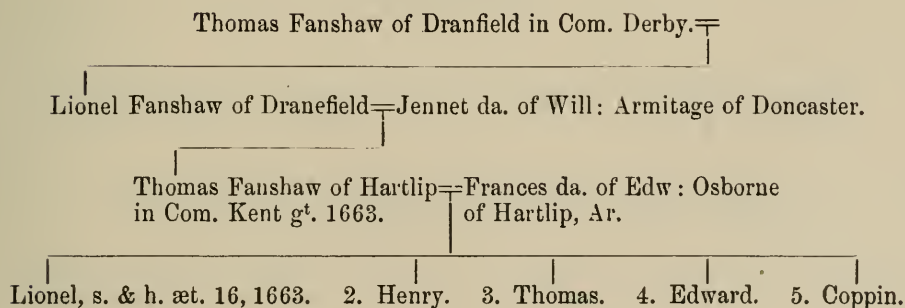 Thomas Fanshaw of Dranfield in Com. Derby.
Lionel Fanshaw of Dranefield=Jennet da. of Will: Armitage of Doncaster.
Thomas Fanshaw of Hartlip=Frances da. of Edw: Osborne
in Com. Kent gᵗ. 1663. of Hartlip, Ar.
Lionel, s. & h. æt. 16, 1663. 2. Henry. 3. Thomas. 4. Edward. 5. Coppin.